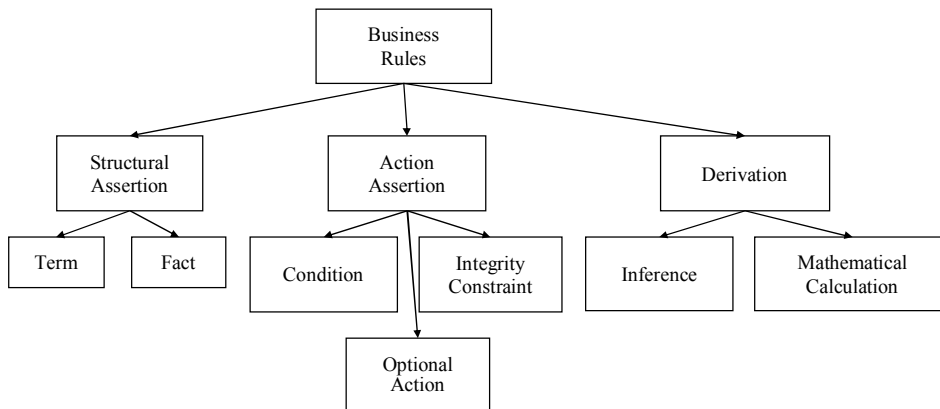 Business
Rules
Structural
Assertion
Action
Assertion
Derivation
Term
Fact
Condition
Integrity
Constraint
Inference
Mathematical
Calculation
Optional
Action